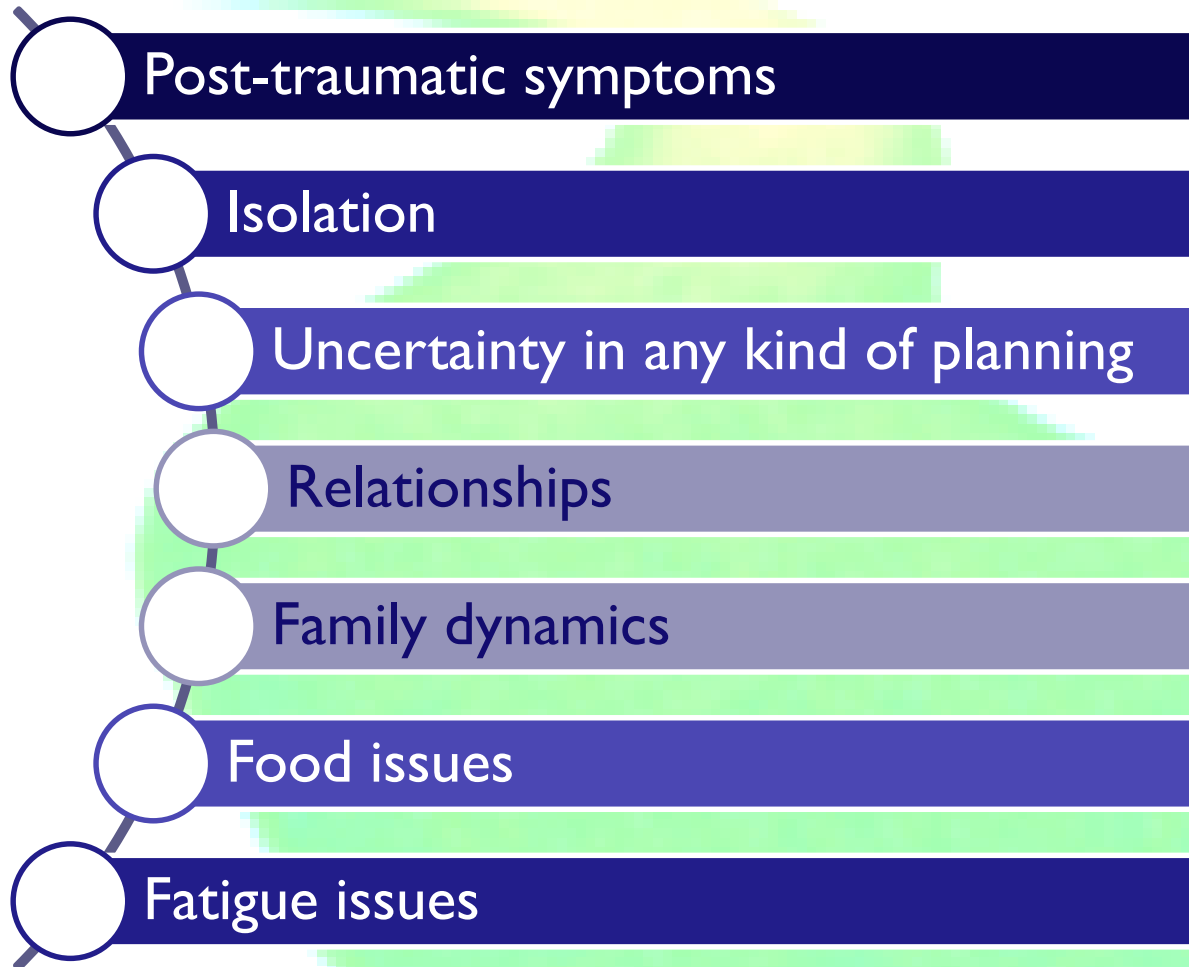 Post-traumatic symptoms
Isolation
Uncertainty in any kind of planning
Relationships
Family dynamics
Food issues
Fatigue issues